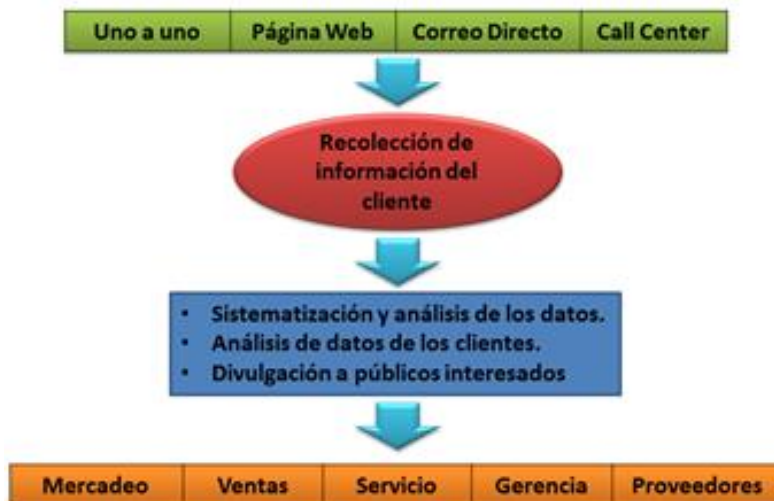 Uno a uno Página Web Correo Directo Call Center
Recolección de
información del
cliente
• Sistematización y análisis de los datos.
• Análisis de datos de los clientes.
• Divulgación a públicos interesados
Mercadeo Ventas Servicio Gerencia Proveedores